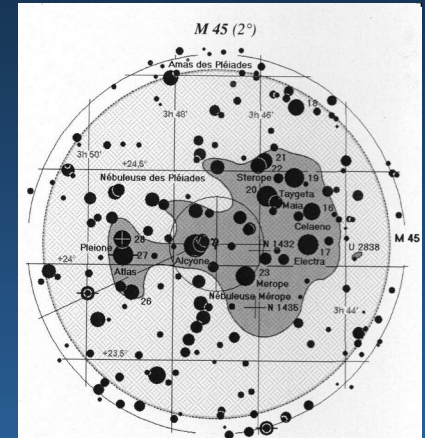 M 45 (2°)
Amas des Pléiades
18
3h 48'
3h 46'
3h 50'
+24,5°
21
22
Nébuleuse des Pléiades
Sterope
19
20
Taygeta
Maia
16
Celaeno
28
N 1432
17
U 2838
M 45
Pleione
27
Alcyone
Electra
+24°
Atlas
23
Merope
26
Nébuleuse Mérope
N 1435
3h 44'
+23,5°